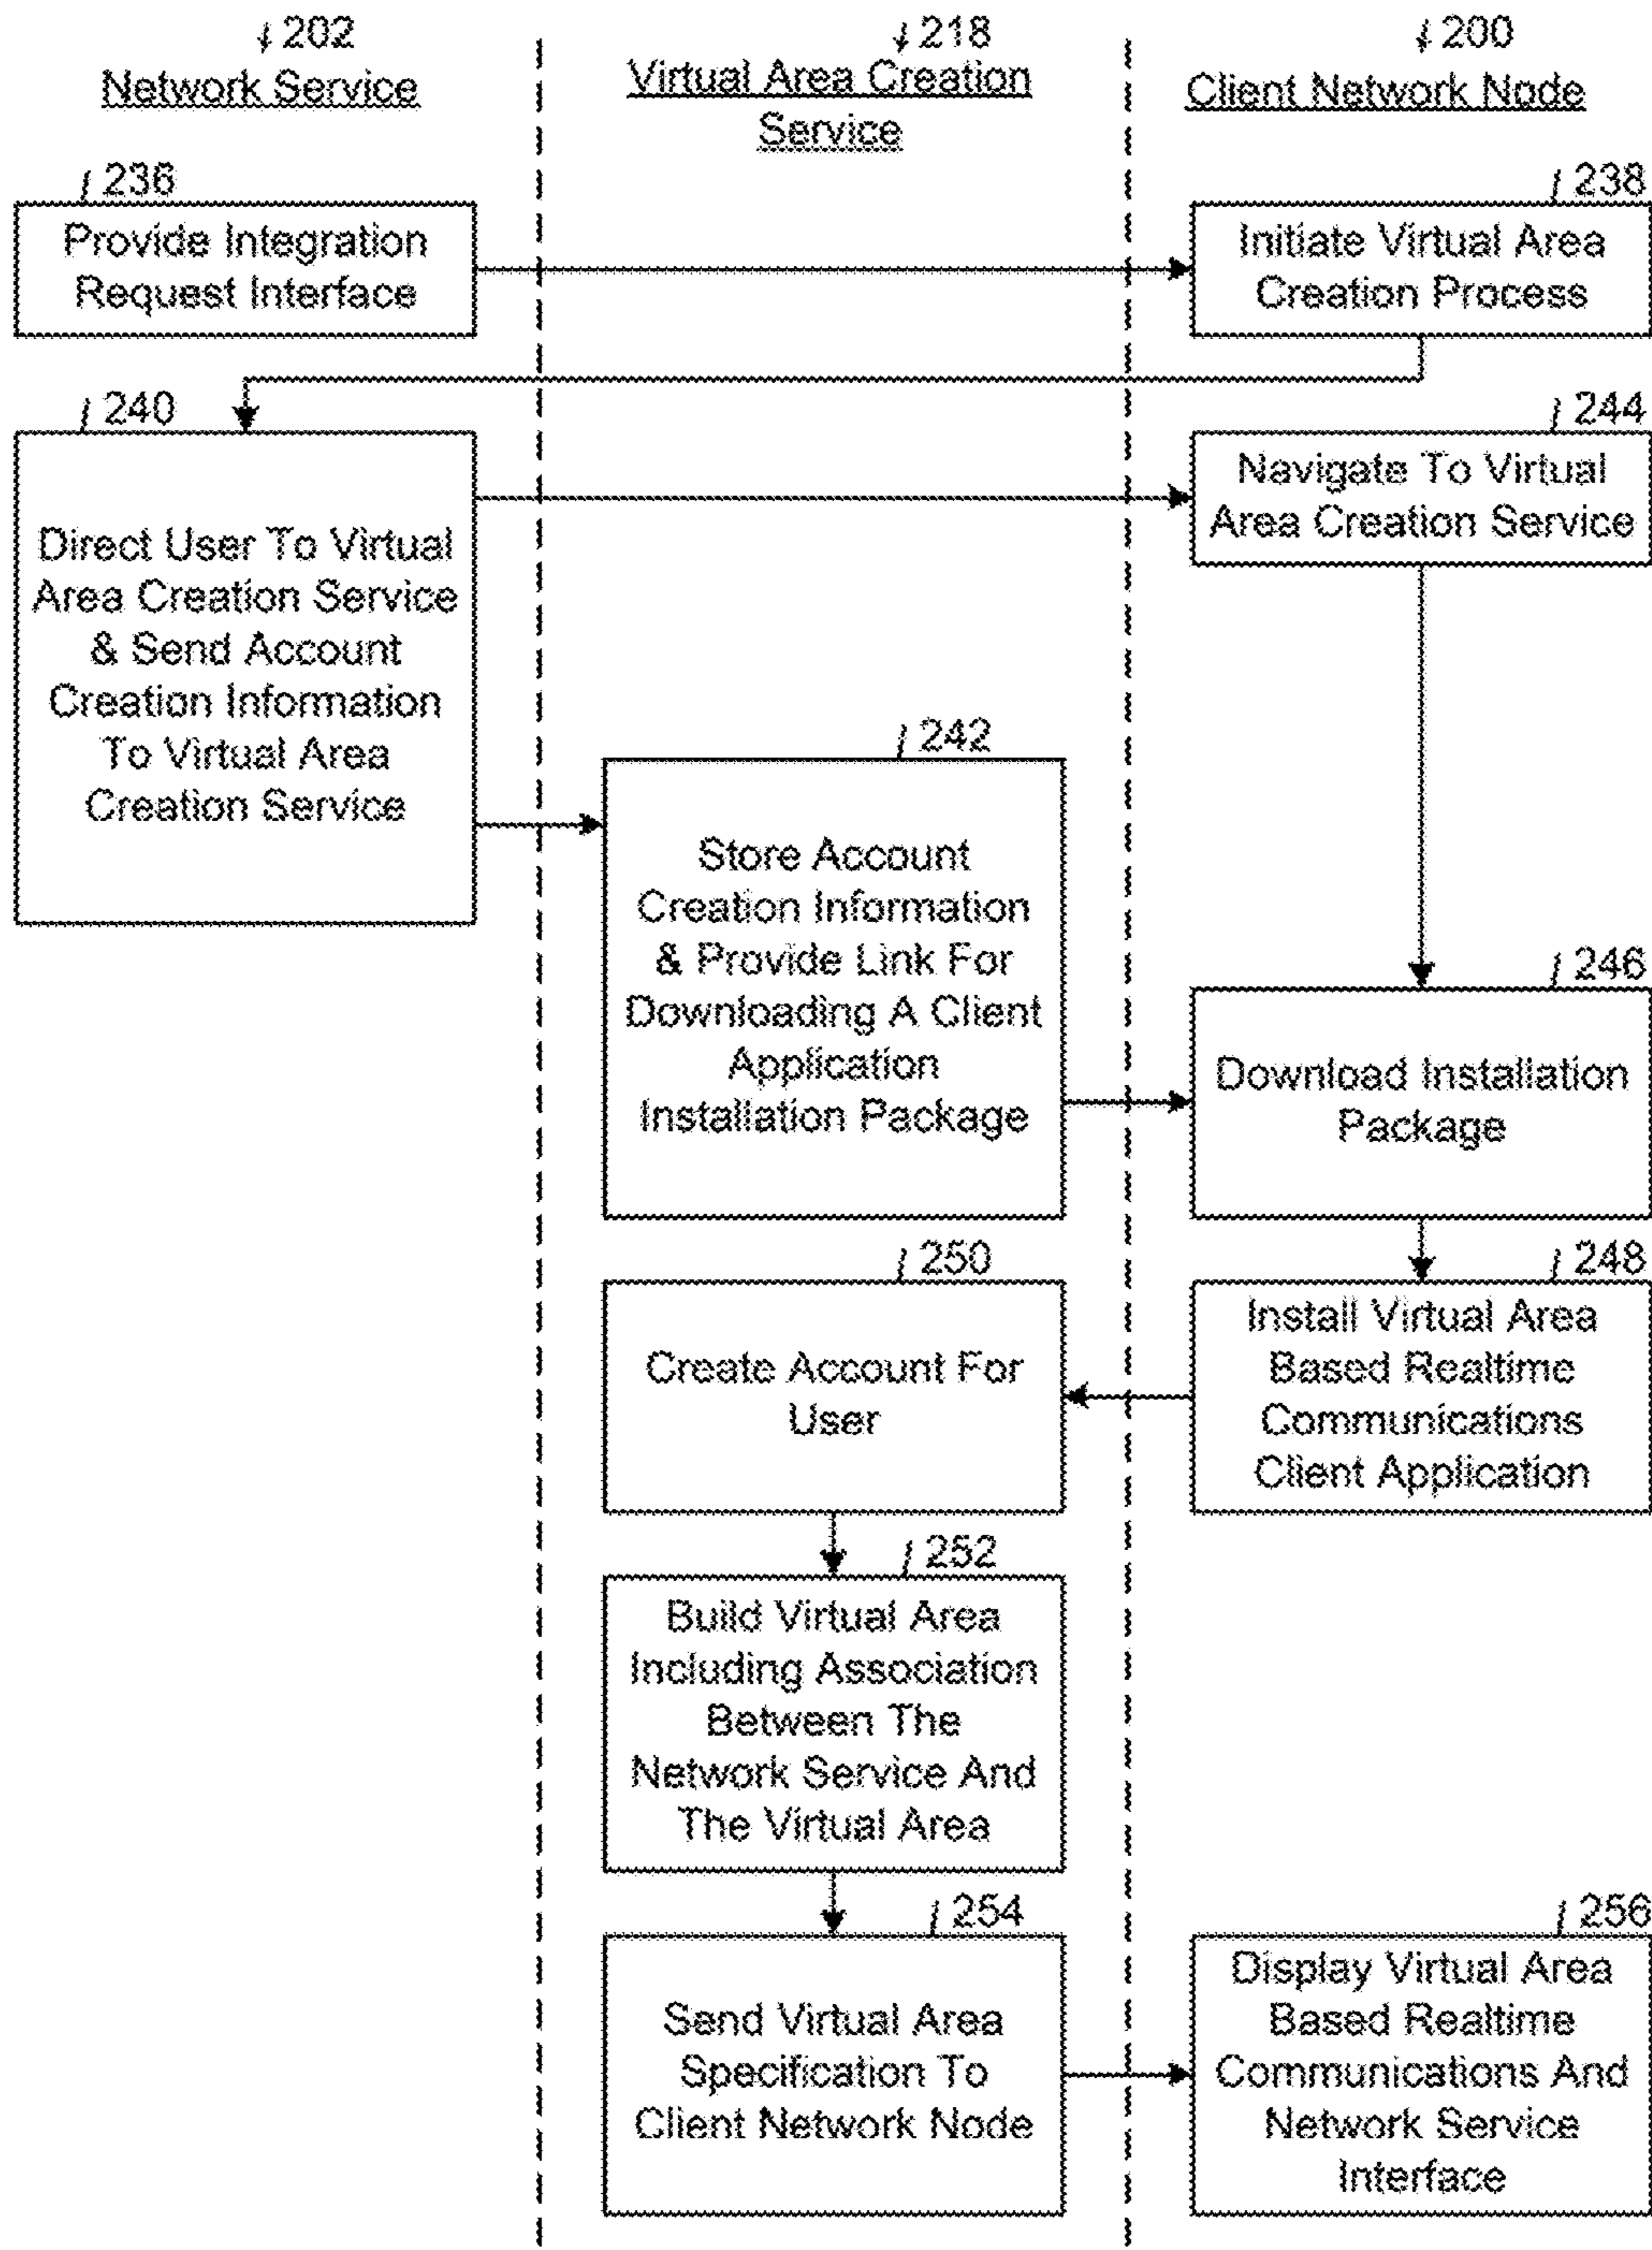 202
Network Service
218
Virtual Area Creation
Service
200
Client Network Node
236
Provide Integration
Request Interface
238
Initiate Virtual Area
Creation Process
240
Direct User To Virtual
Area Creation Service
& Send Account
Creation Information
To Virtual Area
Creation Service
244
Navigate To Virtual
Area Creation Service
242
Store Account
Creation Information
& Provide Link For
Downloading A Client
Application
Installation Package
246
Download Installation
Package
248
Install Virtual Area
Based Realtime
Communications
Client Application
250
Create Account For
User
252
Build Virtual Area
Including Association
Between The
Network Service And
The Virtual Area
254
Send Virtual Area
Specification To
Client Network Node
256
Display Virtual Area
Based Realtime
Communications And
Network Service
Interface